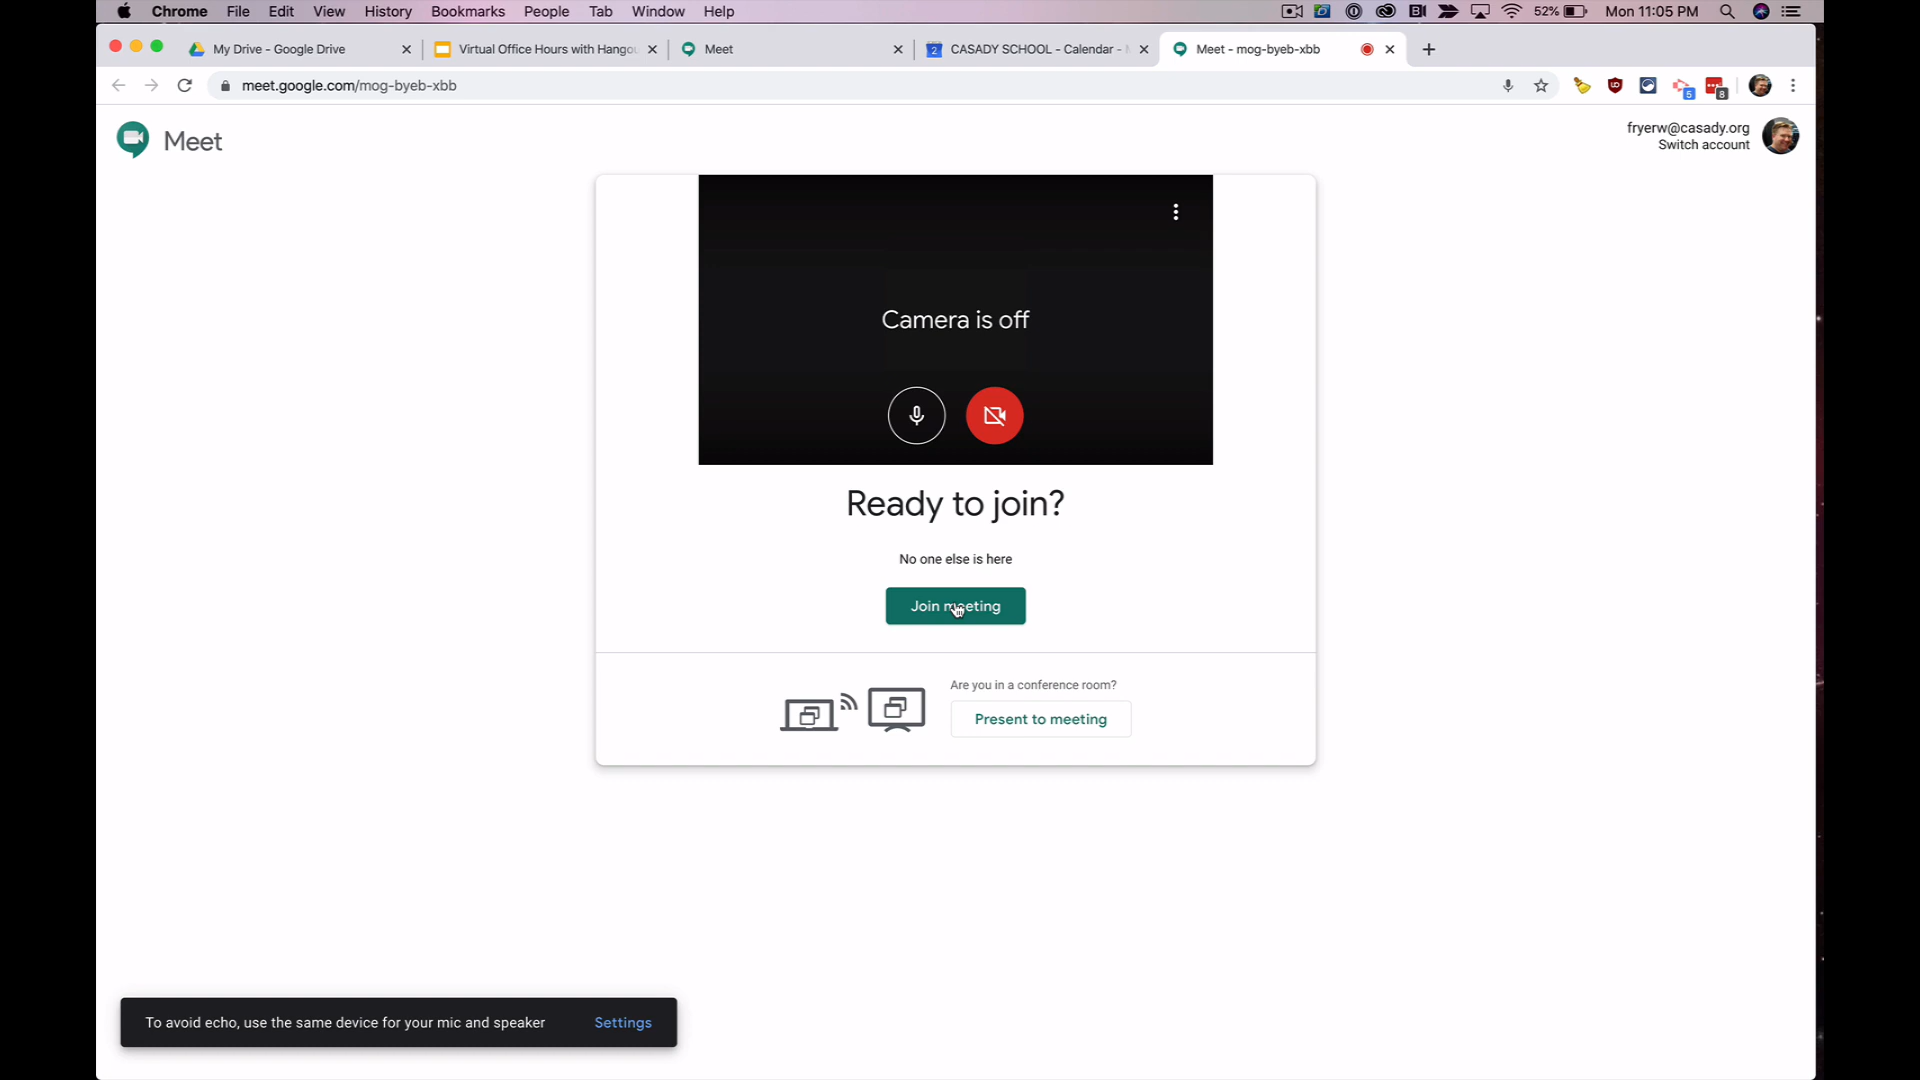 Chrome File Edit View History Bookmarks People Tab Window Help 52% Mon 11:05 PM
My Drive - Google Drive Virtual Office Hours with Hangou Meet CASADY SCHOOL - Calendar - Meet - mog-byeb-xbb
meet.google.com/mog-byeb-xbb 5 8
Meet
fryerw@casady.org
Switch account
Camera is off
Ready to join?
No one else is here
Join meeting
Are you in a conference room?
Present to meeting
To avoid echo, use the same device for your mic and speaker Settings